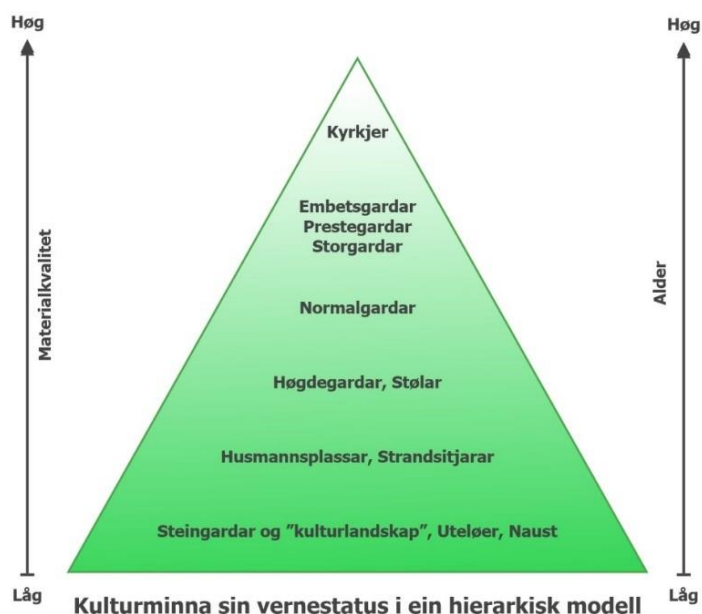 Høg
Høg
Kyrkjer
Embetsgardar
Prestegardar
Storgardar
Materialkvalitet
Alder
Normalgardar
Høgdegardar, Stølar
Husmannsplassar, Strandsitjarar
Steingardar og ”kulturlandskap”, Uteløer, Naust
Låg
Låg
Kulturminna sin vernestatus i ein hierarkisk modell